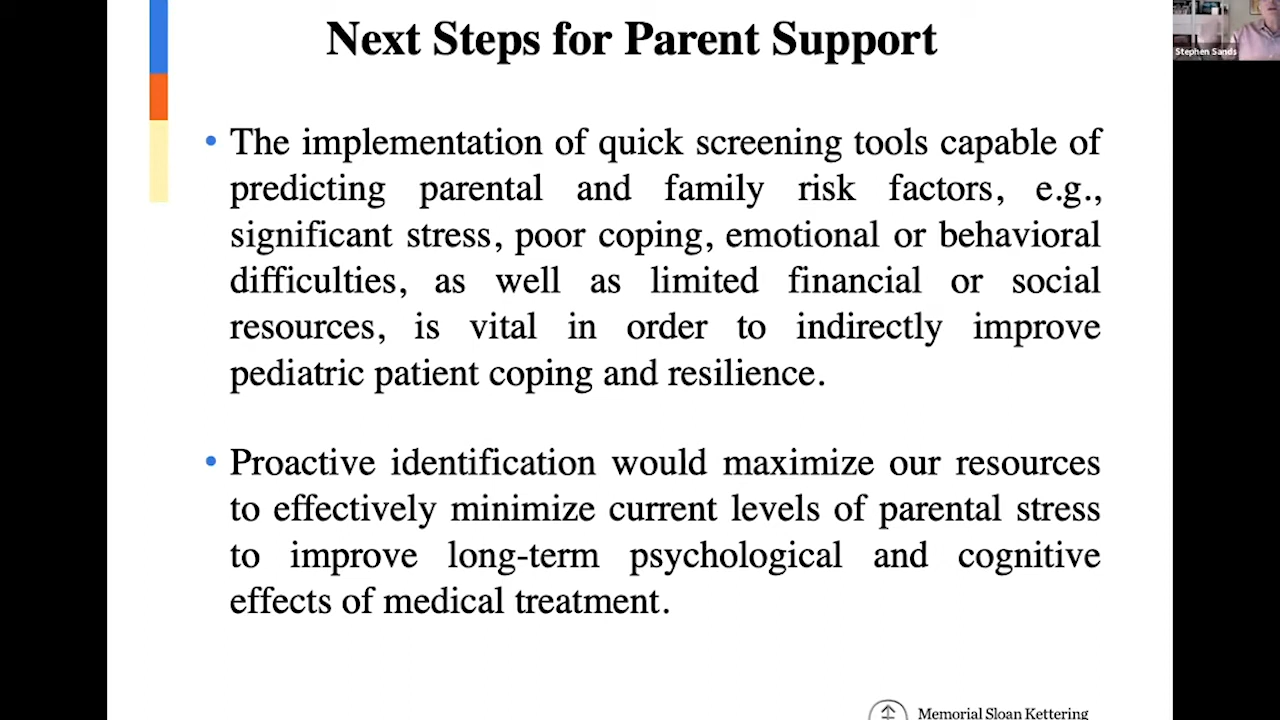 Next Steps for Parent Support
Stephen Sands
• The implementation of quick screening tools capable of
predicting parental and family risk factors, e.g.,
significant stress, poor coping, emotional or behavioral
difficulties, as well as limited financial or social
resources, is vital in order to indirectly improve
pediatric patient coping and resilience.
• Proactive identification would maximize our resources
to effectively minimize current levels of parental stress
to improve long-term psychological and cognitive
effects of medical treatment.
Memorial Sloan Kettering